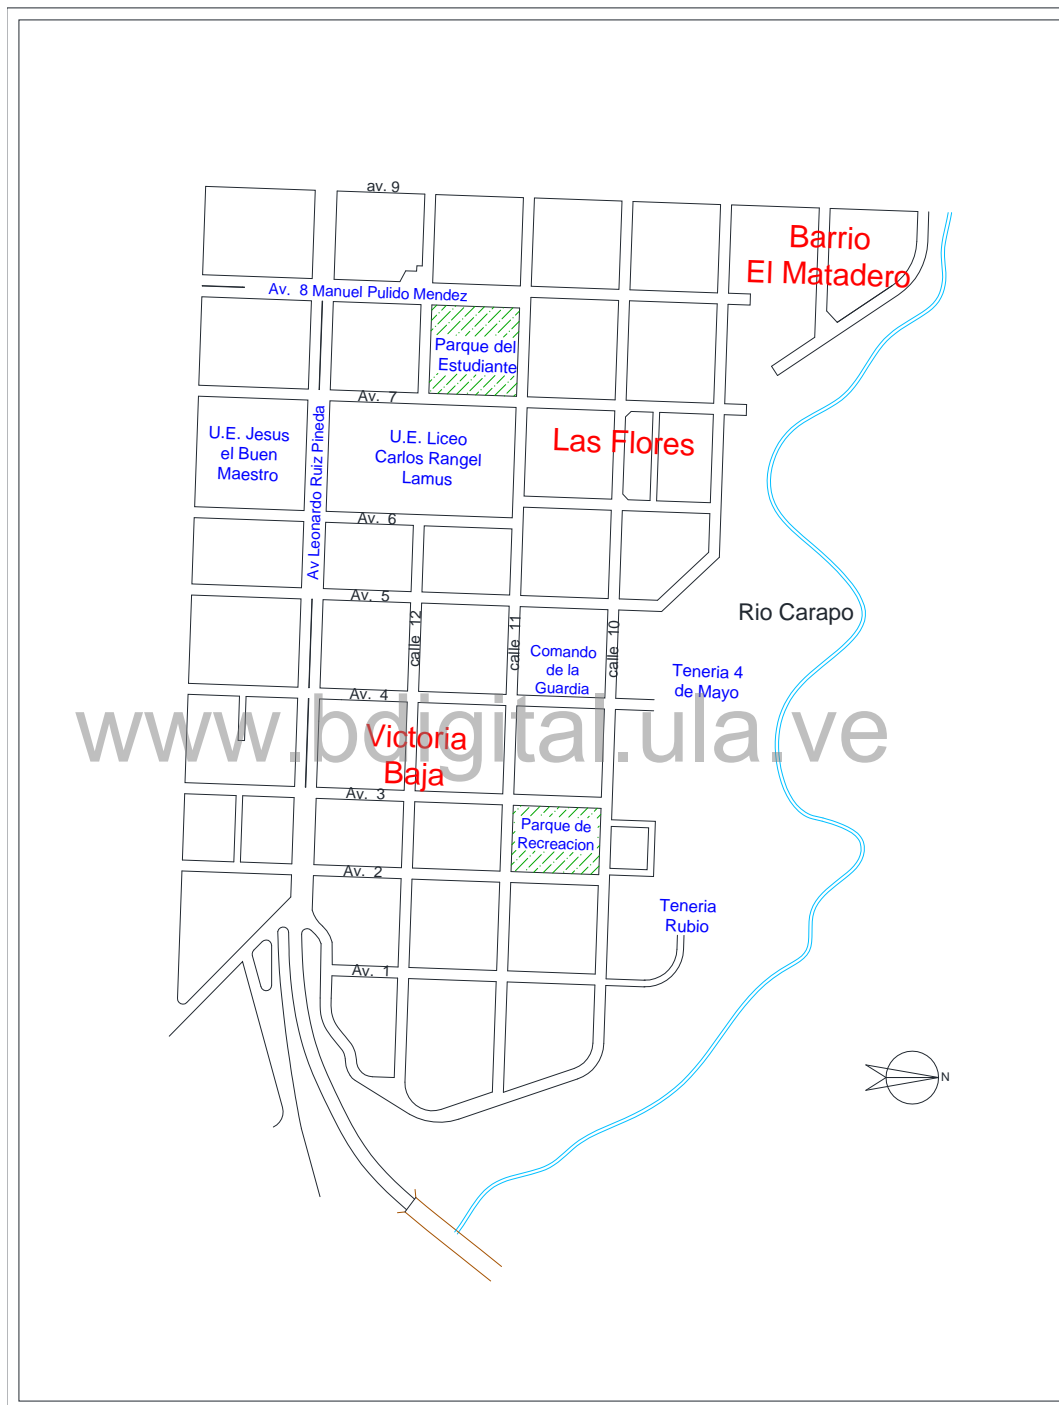 av. 9
Barrio
El Matadero
Av. 8 Manuel Pulido Mendez
Parque del
Estudiante
Av. 7
U.E. Jesus
el Buen
Maestro
Av Leonardo Ruiz Pineda
U.E. Liceo
Carlos Rangel
Lamus
Las Flores
Av. 6
Av. 5
calle 12
calle 11
calle 10
Rio Carapo
Comando
de la
Guardia
Teneria 4
de Mayo
Av. 4
www.bdigital.ula.ve
Victoria
Baja
Av. 3
Parque de
Recreacion
Av. 2
Teneria
Rubio
Av. 1
N